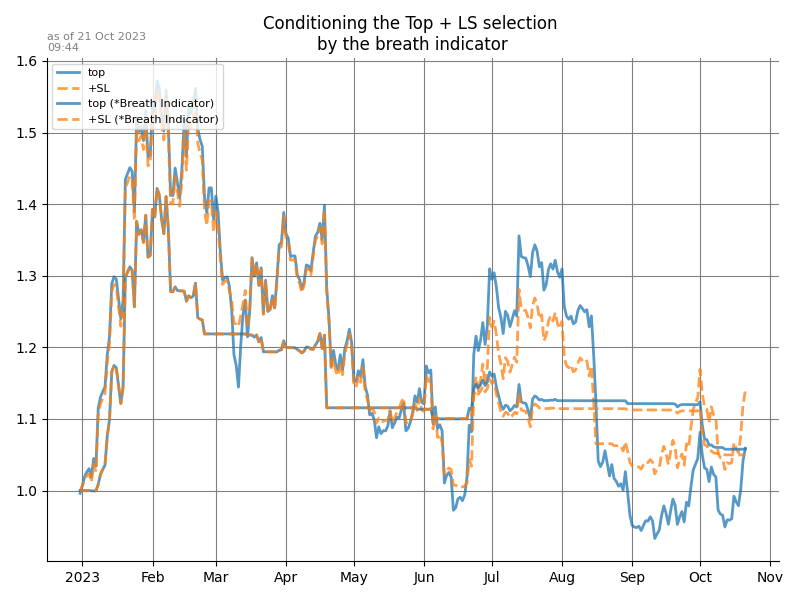 Conditioning the Top + LS selection
by the breath indicator
as of 21 Oct 2023
09:44
top
+SL
top (*Breath Indicator)
+SL (*Breath Indicator)
1.6
1.5
1.4
1.3
1.2
1.1
1.0
2023 Feb Mar Apr May Jun Jul Aug Sep Oct Nov